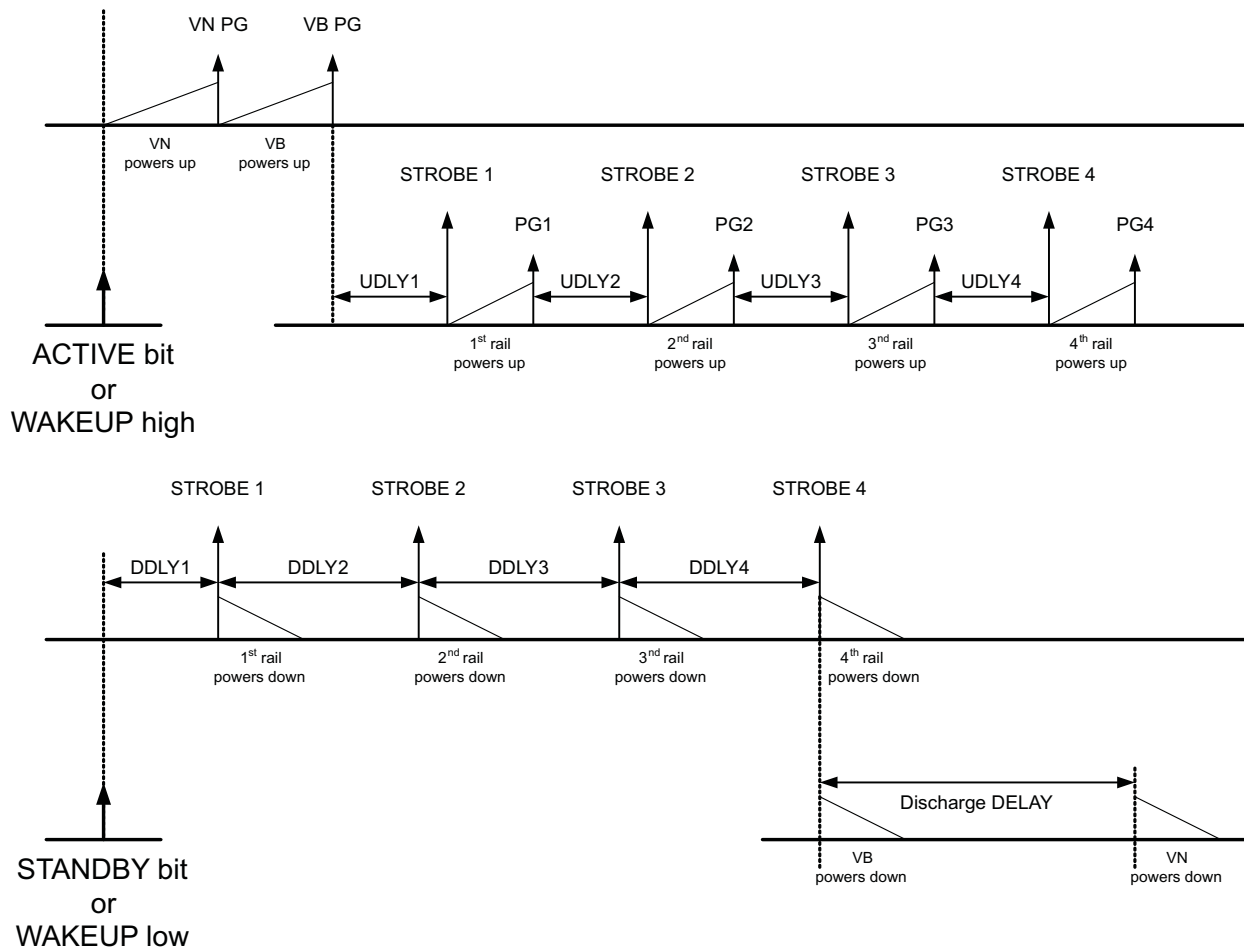 VN PG
VB PG
VN
powers up
VB
powers up
STROBE 1
STROBE 2
STROBE 3
STROBE 4
PG1
PG2
PG3
PG4
UDLY1
UDLY2
UDLY3
UDLY4
1st rail
powers up
2nd rail
powers up
3nd rail
powers up
4th rail
powers up
ACTIVE bit
or
WAKEUP high
STROBE 1
STROBE 2
STROBE 3
STROBE 4
DDLY1
DDLY2
DDLY3
DDLY4
1st rail
powers down
2nd rail
powers down
3nd rail
powers down
4th rail
powers down
Discharge DELAY
VB
powers down
VN
powers down
STANDBY bit
or
WAKEUP low